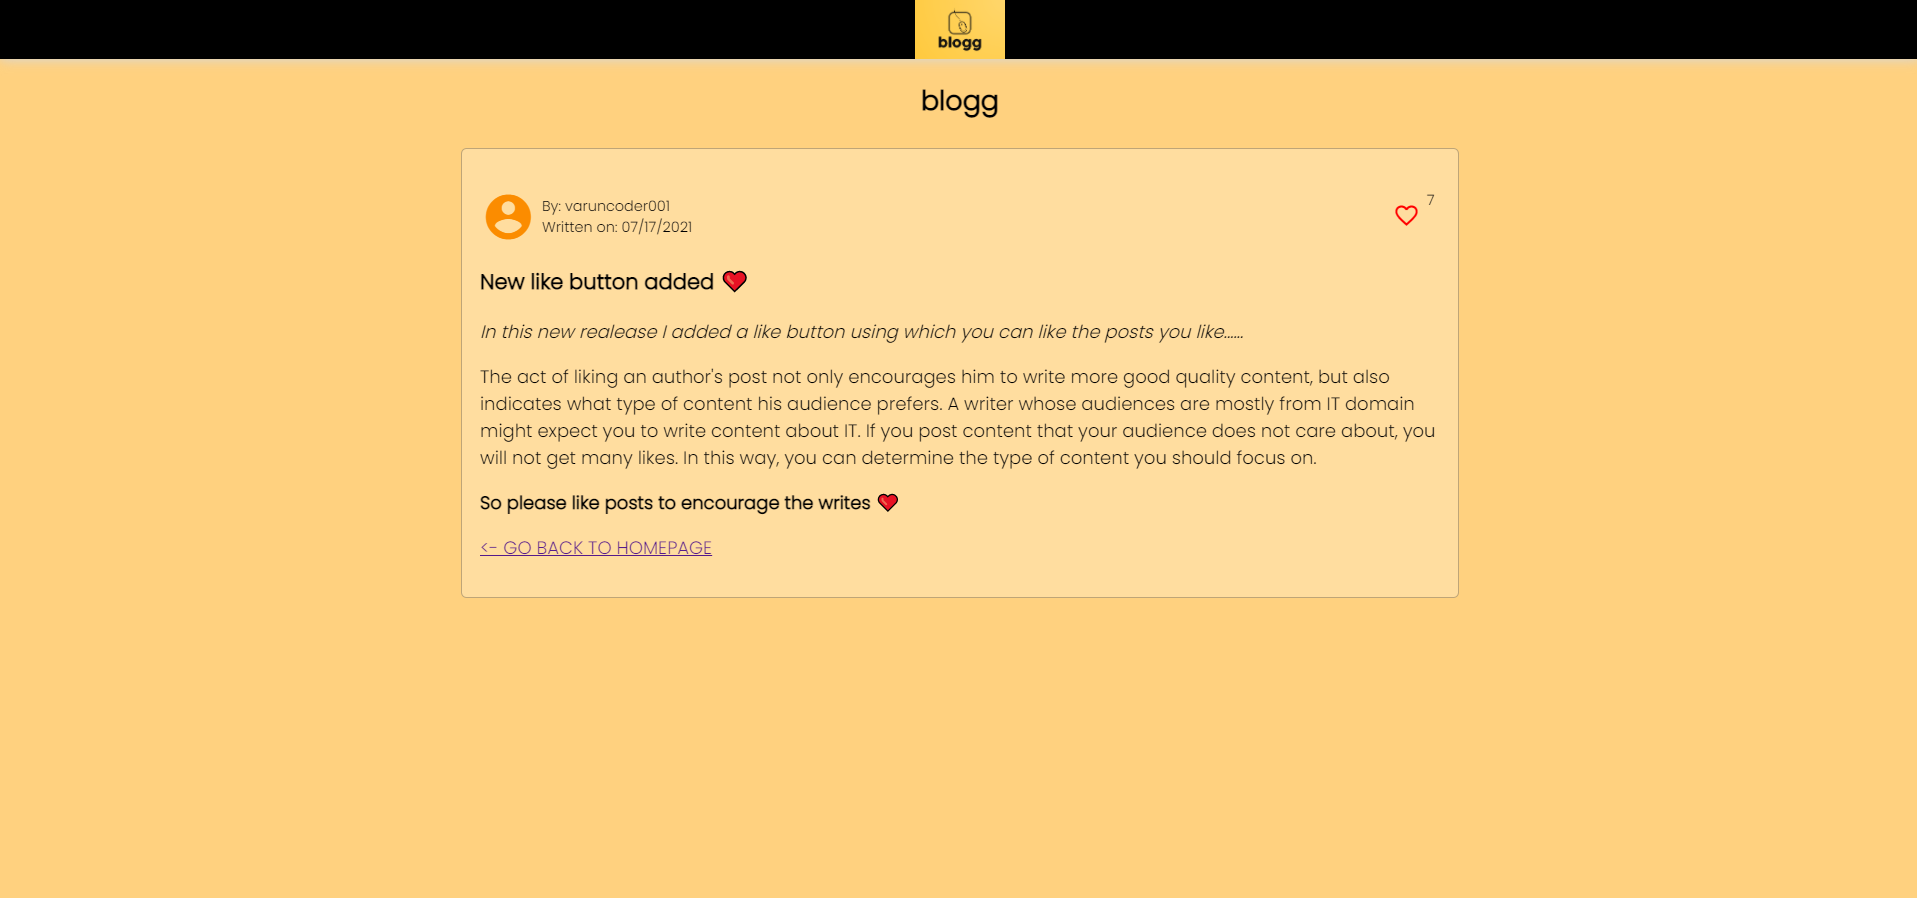 blogg
blogg
By: varuncoder001
Written on: 07/17/2021
7
New like button added ❤️
In this new realease I added a like button using which you can like the posts you like......
The act of liking an author's post not only encourages him to write more good quality content, but also
indicates what type of content his audience prefers. A writer whose audiences are mostly from IT domain
might expect you to write content about IT. If you post content that your audience does not care about, you
will not get many likes. In this way, you can determine the type of content you should focus on.
So please like posts to encourage the writes ❤️
<- GO BACK TO HOMEPAGE